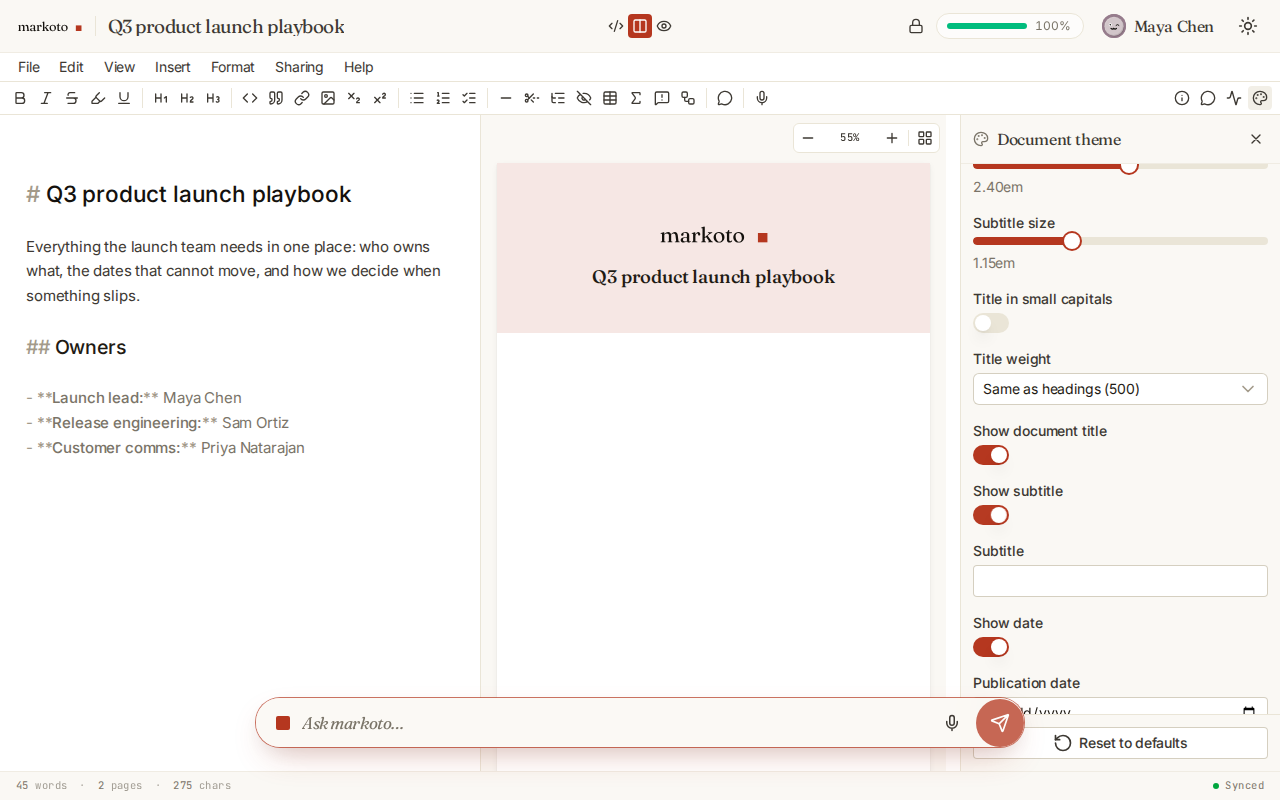 markoto
Q3 product launch playbook
100%
Maya Chen
File Edit View Insert Format Sharing Help
H1 H2 H3
55%
Document theme
# Q3 product launch playbook
Everything the launch team needs in one place: who owns
what, the dates that cannot move, and how we decide when
something slips.
## Owners
- **Launch lead:** Maya Chen
- **Release engineering:** Sam Ortiz
- **Customer comms:** Priya Natarajan
markoto
Q3 product launch playbook
2.40em
Subtitle size
1.15em
Title in small capitals
Title weight
Same as headings (500)
Show document title
Show subtitle
Subtitle
Show date
Publication date
Reset to defaults
Ask markoto...
45 words · 2 pages · 275 chars
Synced